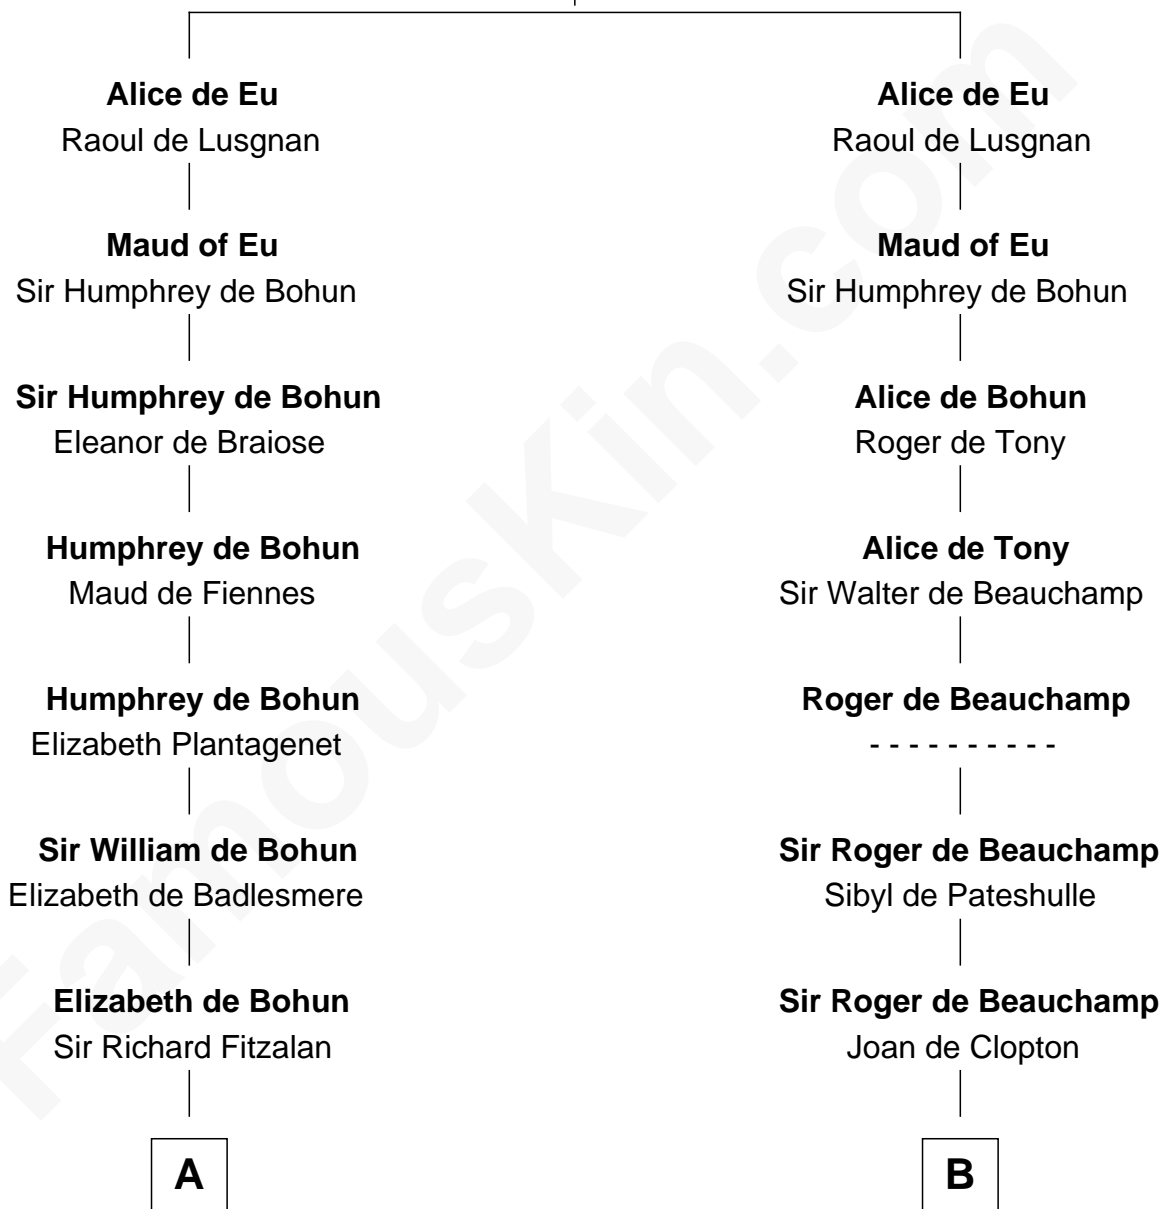 Alice de Eu
Raoul de Lusgnan
Maud of Eu
Sir Humphrey de Bohun
Sir Humphrey de Bohun
Eleanor de Braiose
Humphrey de Bohun
Maud de Fiennes
Humphrey de Bohun
Elizabeth Plantagenet
Sir William de Bohun
Elizabeth de Badlesmere
Elizabeth de Bohun
Sir Richard Fitzalan
A
Alice de Eu
Raoul de Lusgnan
Maud of Eu
Sir Humphrey de Bohun
Alice de Bohun
Roger de Tony
Alice de Tony
Sir Walter de Beauchamp
Roger de Beauchamp
- - - - - - - - - -
Sir Roger de Beauchamp
Sibyl de Pateshulle
Sir Roger de Beauchamp
Joan de Clopton
B
FamousKin.com